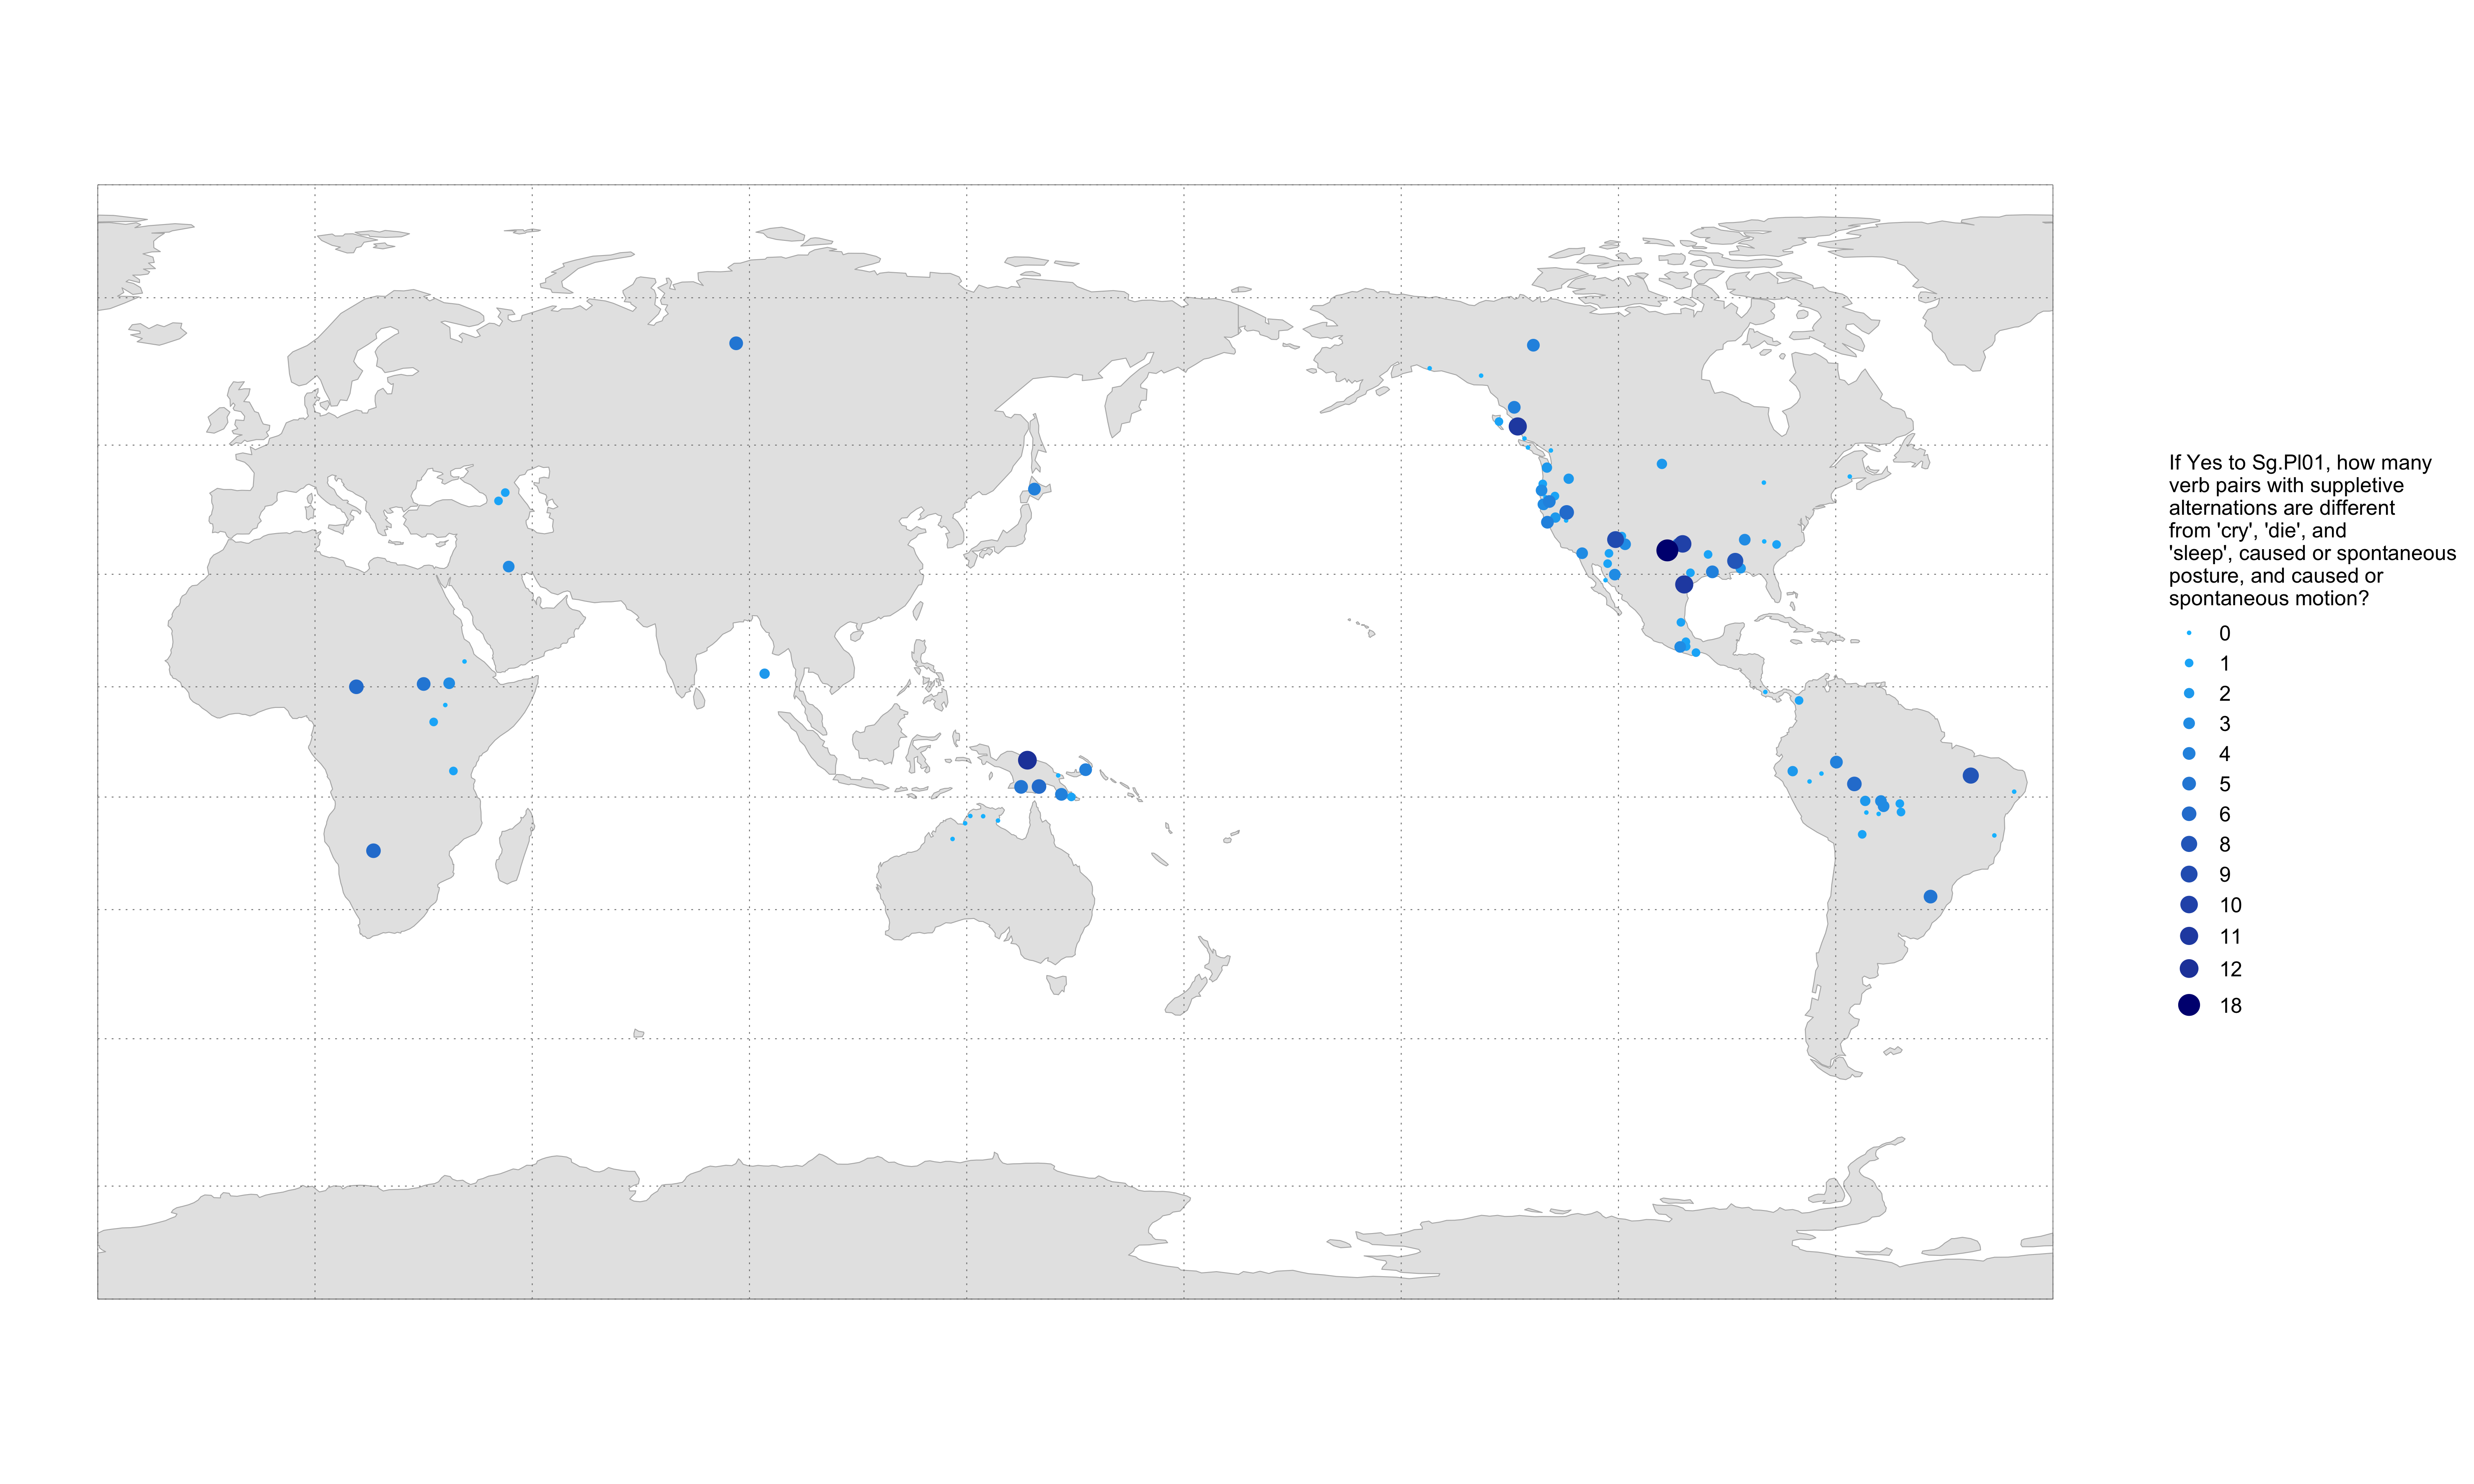 If Yes to Sg.Pl01, how many
verb pairs with suppletive
alternations are different
from 'cry', 'die', and
'sleep', caused or spontaneous
posture, and caused or
spontaneous motion?
0
1
2
3
4
5
6
8
9
10
11
12
18